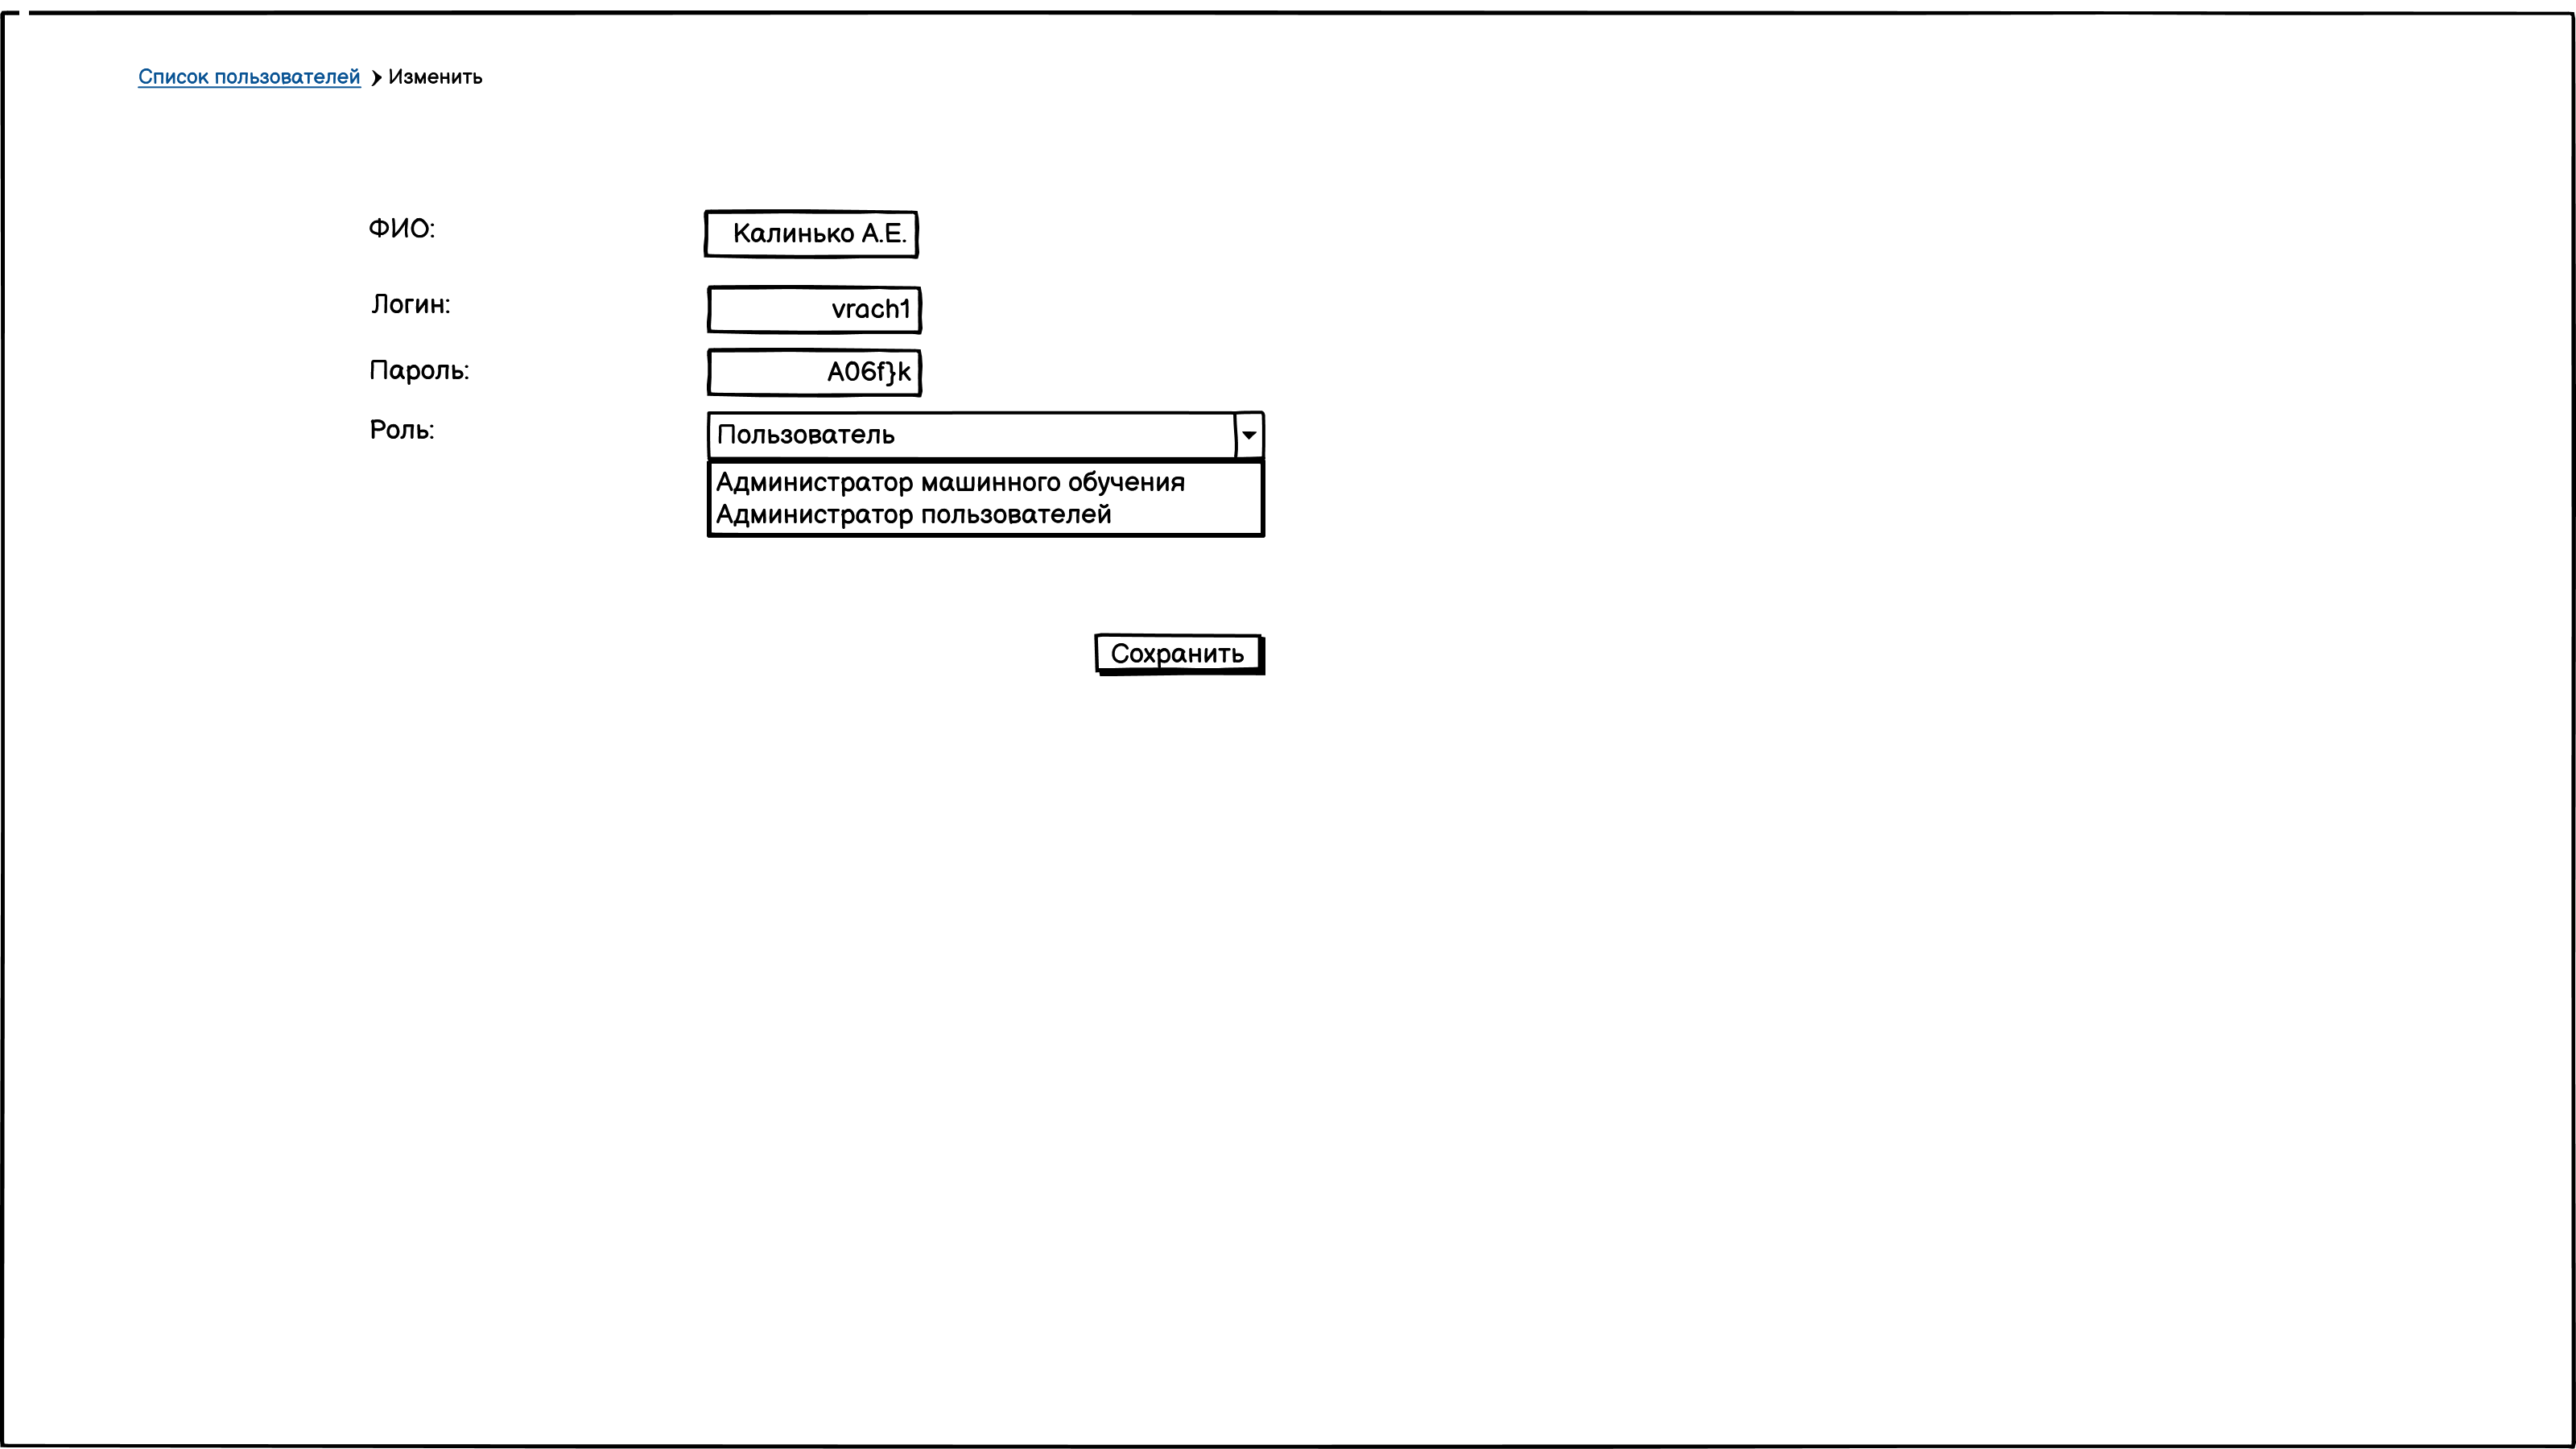 Список пользователей > Изменить
ФИО: Калинько А.Е.
Логин: vrach1
Пароль: A06f}k
Роль: Пользователь
Администратор машинного обучения
Администратор пользователей
Сохранить